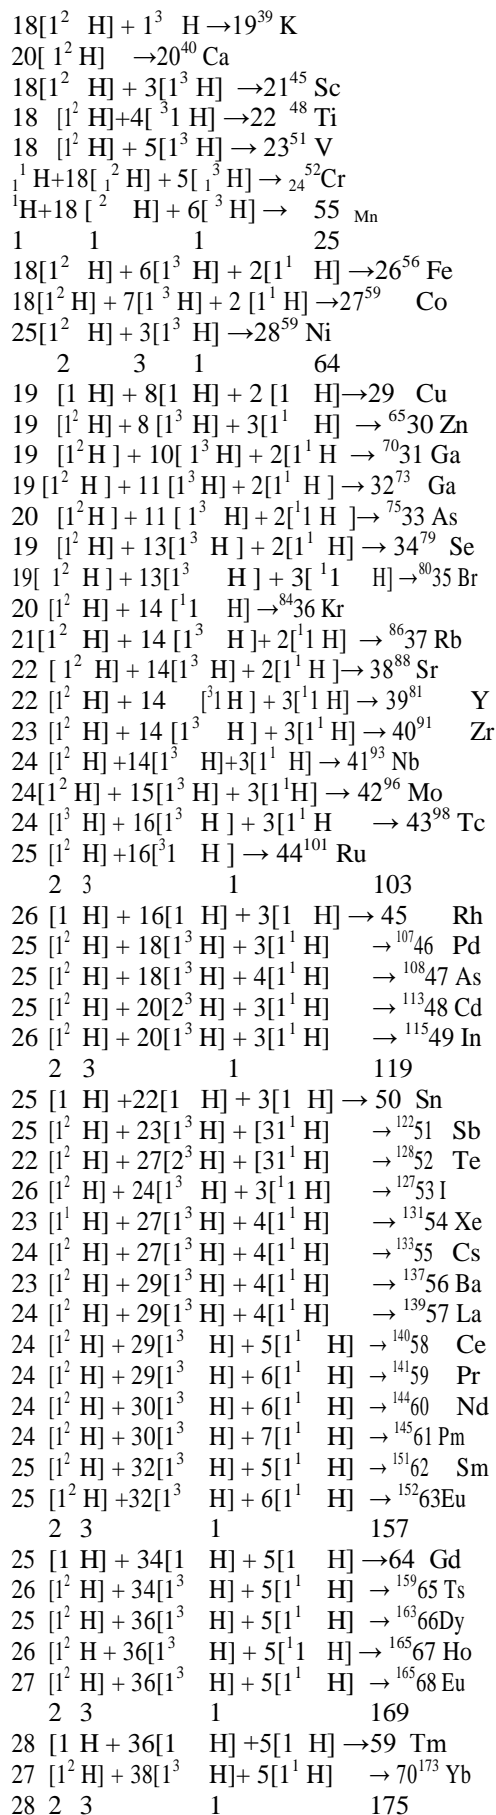 18[1² H] + 1³ H →19³⁹ K
20[1² H] →20⁴⁰ Ca
18[1² H] + 3[1³ H] →21⁴⁵ Sc
18 [1² H]+4[ ³1 H] →22 ⁴⁸ Ti
18 [1² H] + 5[1³ H] → 23⁵¹ V
₁¹ H+18[ ₁² H] + 5[ ₁³ H] → ₂₄⁵²Cr
¹H+18 [ ² H] + 6[ ³ H] → 55 Mn
1 1 1 25
18[1² H] + 6[1³ H] + 2[1¹ H] →26⁵⁶ Fe
18[1² H] + 7[1 ³ H] + 2 [1¹ H] →27⁵⁹ Co
25[1² H] + 3[1³ H] →28⁵⁹ Ni
2 3 1 64
19 [1 H] + 8[1 H] + 2 [1 H]→29 Cu
19 [1² H] + 8 [1³ H] + 3[1¹ H] → ⁶⁵30 Zn
19 [1² H ] + 10[ 1³ H] + 2[1¹ H → ⁷⁰31 Ga
19 [1² H ] + 11 [1³ H] + 2[1¹ H ] → 32⁷³ Ga
20 [1² H ] + 11 [ 1³ H] + 2[¹1 H ]→ ⁷⁵33 As
19 [1² H] + 13[1³ H ] + 2[1¹ H] → 34⁷⁹ Se
19[ 1² H ] + 13[1³ H ] + 3[ ¹1 H] →⁸⁰35 Br
20 [1² H] + 14 [¹1 H] →⁸⁴36 Kr
21[1² H] + 14 [1³ H ]+ 2[¹1 H] → ⁸⁶37 Rb
22 [ 1² H] + 14[1³ H] + 2[1¹ H ]→ 38⁸⁸ Sr
22 [1² H] + 14 [³1 H ] + 3[¹1 H] → 39⁸¹ Y
23 [1² H] + 14 [1³ H ] + 3[¹1 H] → 40⁹¹ Zr
24 [1² H] +14[1³ H]+3[1¹ H] → 41⁹³ Nb
24[1² H] + 15[1³ H] + 3[1¹H] → 42⁹⁶ Mo
24 [1³ H] + 16[1³ H ] + 3[1¹ H → 43⁹⁸ Tc
25 [1² H] +16[³1 H ] → 44¹⁰¹ Ru
2 3 1 103
26 [1 H] + 16[1 H] + 3[1 H] → 45 Rh
25 [1² H] + 18[1³ H] + 3[1¹ H] →¹⁰⁷46 Pd
25 [1² H] + 18[1³ H] + 4[1¹ H] → ¹⁰⁸47 As
25 [1² H] + 20[2³ H] + 3[1¹ H] → ¹¹³48 Cd
26 [1² H] + 20[1³ H] + 3[1¹ H] → ¹¹⁵49 In
2 3 1 119
25 [1 H] +22[1 H] + 3[1 H] → 50 Sn
25 [1² H] + 23[1³ H] + [31¹ H] →¹²²51 Sb
22 [1² H] + 27[2³ H] + [31¹ H] →¹²⁸52 Te
26 [1² H] + 24[1³ H] + 3[¹1 H] →¹²⁷53 I
23 [1¹ H] + 27[1³ H] + 4[1¹ H] →¹³¹54 Xe
24 [1² H] + 27[1³ H] + 4[1¹ H] →¹³³55 Cs
23 [1² H] + 29[1³ H] + 4[1¹ H] → ¹³⁷56 Ba
24 [1² H] + 29[1³ H] + 4[1¹ H] → ¹³⁹57 La
24 [1² H] + 29[1³ H] + 5[1¹ H] → ¹⁴⁰58 Ce
24 [1² H] + 29[1³ H] + 6[1¹ H] → ¹⁴¹59 Pr
24 [1² H] + 30[1³ H] + 6[1¹ H] → ¹⁴⁴60 Nd
24 [1² H] + 30[1³ H] + 7[1¹ H] → ¹⁴⁵61 Pm
25 [1² H] + 32[1³ H] + 5[1¹ H] → ¹⁵¹62 Sm
25 [1² H] +32[1³ H] + 6[1¹ H] → ¹⁵²63Eu
2 3 1 157
25 [1 H] + 34[1 H] + 5[1 H] →64 Gd
26 [1² H] + 34[1³ H] + 5[1¹ H] → ¹⁵⁹65 Ts
25 [1² H] + 36[1³ H] + 5[1¹ H] → ¹⁶³66Dy
26 [1² H + 36[1³ H] + 5[¹1 H] → ¹⁶⁵67 Ho
27 [1² H] + 36[1³ H] + 5[1¹ H] → ¹⁶⁵68 Eu
2 3 1 169
28 [1 H + 36[1 H] +5[1 H] →59 Tm
27 [1² H] + 38[1³ H]+ 5[1¹ H] → 70¹⁷³ Yb
28 2 3 1 175